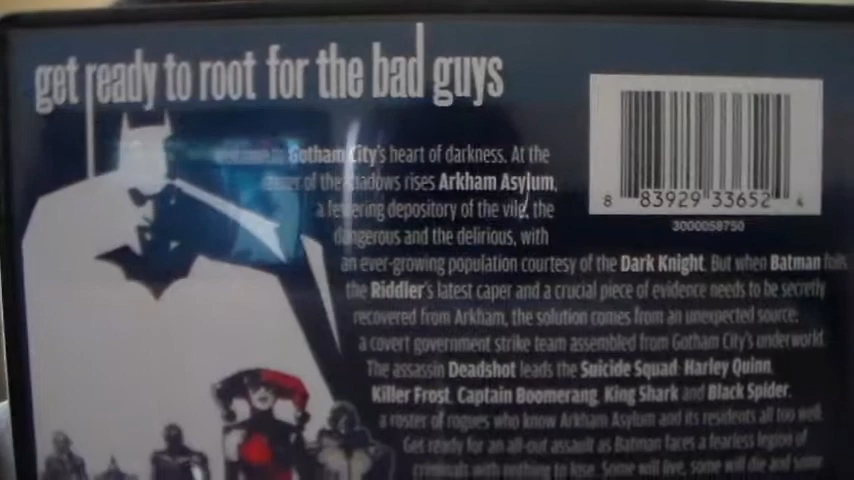 get ready to root for the bad guys
Gotham City's heart of darkness. At the
of the shadows rises Arkham Asylum,
a festering depository of the vile, the
dangerous and the delirious, with
an ever-growing population courtesy of the Dark Knight. But when Batman foils
the Riddler's latest caper and a crucial piece of evidence needs to be secretly
recovered from Arkham, the solution comes from an unexpected source:
a covert government strike team assembled from Gotham City's underworld.
The assassin Deadshot leads the Suicide Squad: Harley Quinn,
Killer Frost, Captain Boomerang, King Shark and Black Spider,
a roster of rogues who know Arkham Asylum and its residents all too well.
Get ready for an all-out assault as Batman faces a fearless legion of
criminals with nothing to lose. Some will live, some will die and some
8 83929 33652 4
3000058750